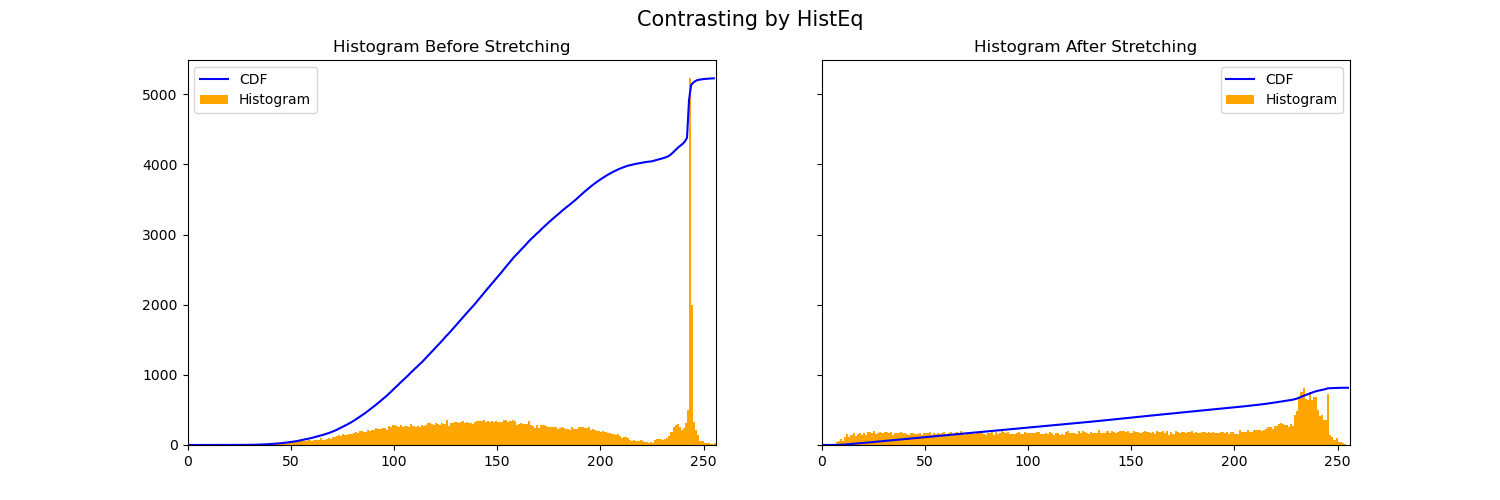 Contrasting by HistEq
Histogram Before Stretching
CDF
Histogram
5000
4000
3000
2000
1000
0
0 50 100 150 200 250
Histogram After Stretching
CDF
Histogram
0 50 100 150 200 250